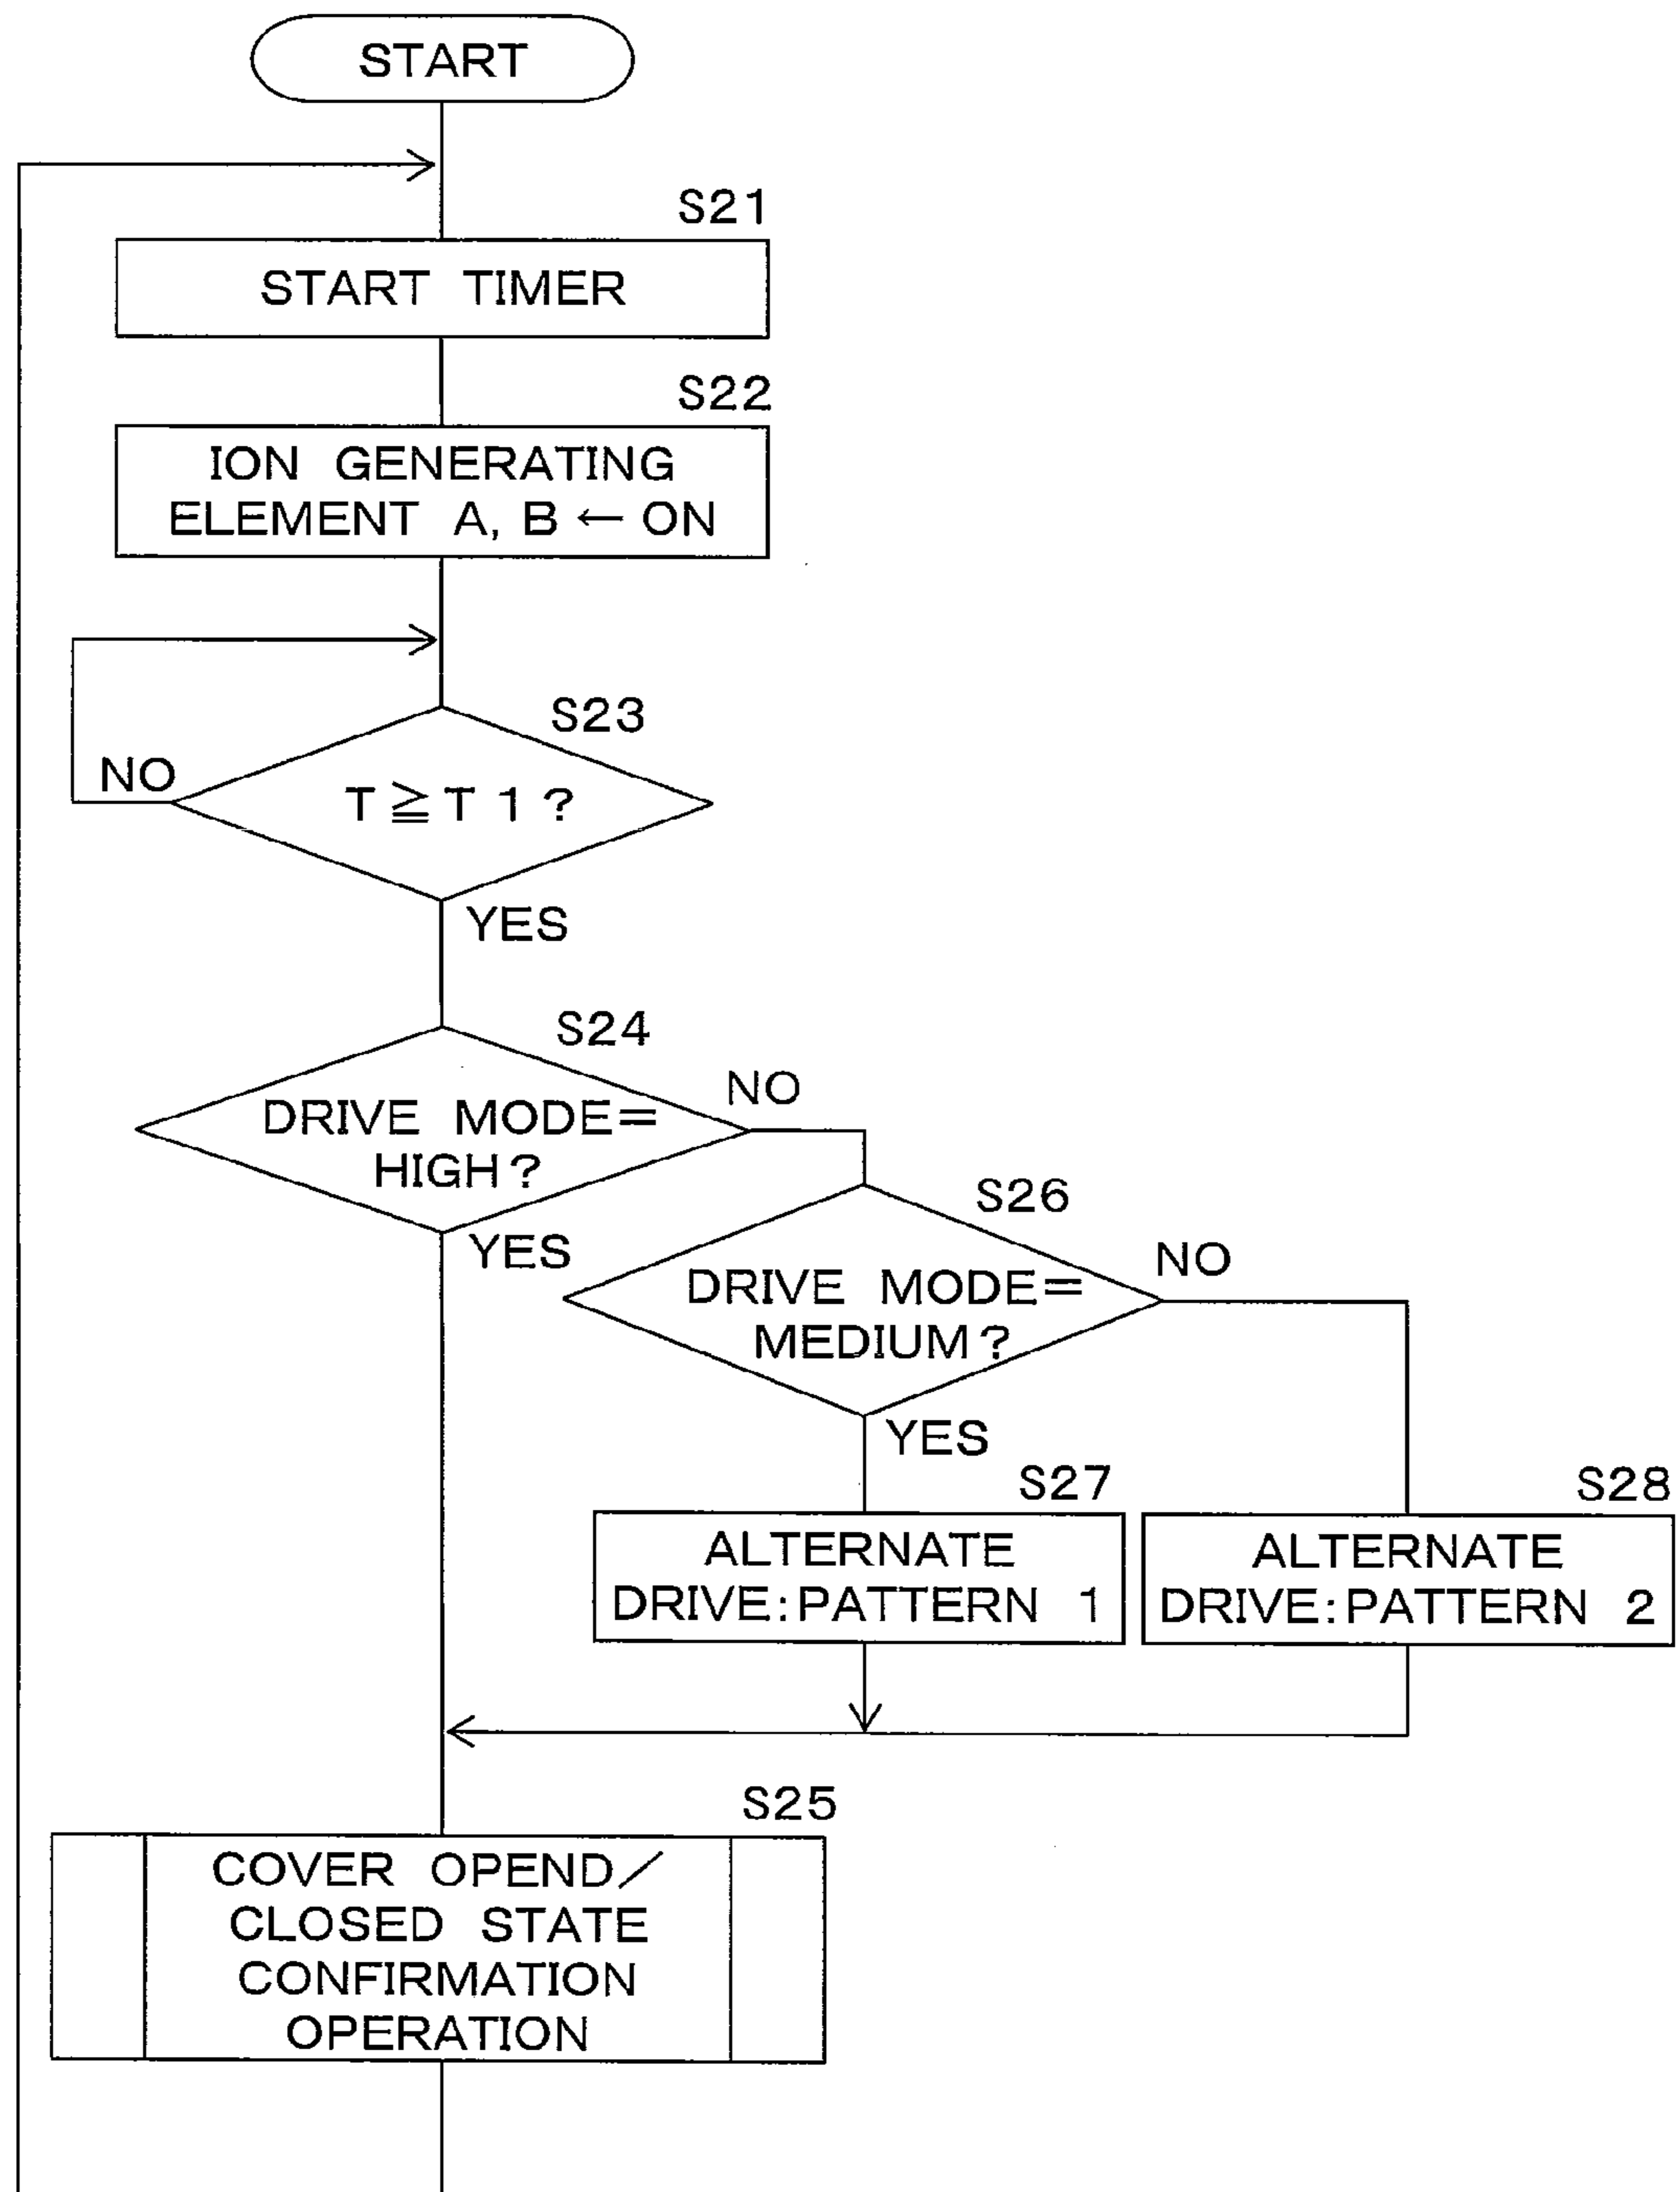 START
S21
START TIMER
S22
ION GENERATING
ELEMENT A, B ← ON
S23
NO
T ≧ T 1 ?
YES
S24
NO
DRIVE MODE=
HIGH?
YES
S26
NO
DRIVE MODE=
MEDIUM?
YES
S27
ALTERNATE
DRIVE:PATTERN 1
S28
ALTERNATE
DRIVE:PATTERN 2
S25
COVER OPEND/
CLOSED STATE
CONFIRMATION
OPERATION